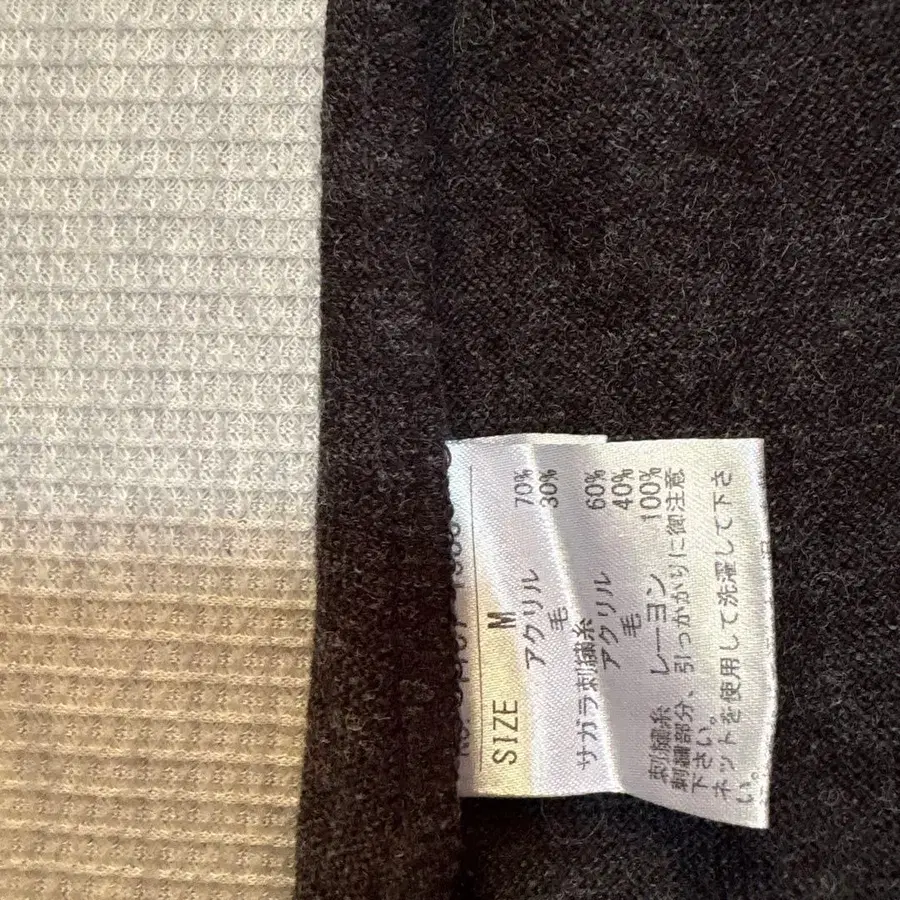 SIZE M
アクリル 70%
毛 30%
サガラ刺繍糸
アクリル 60%
毛 40%
刺繍糸 レーヨン 100%
刺繍部分、引っかかりに御注意
下さい。
ネットを使用して洗濯して下さ
い。